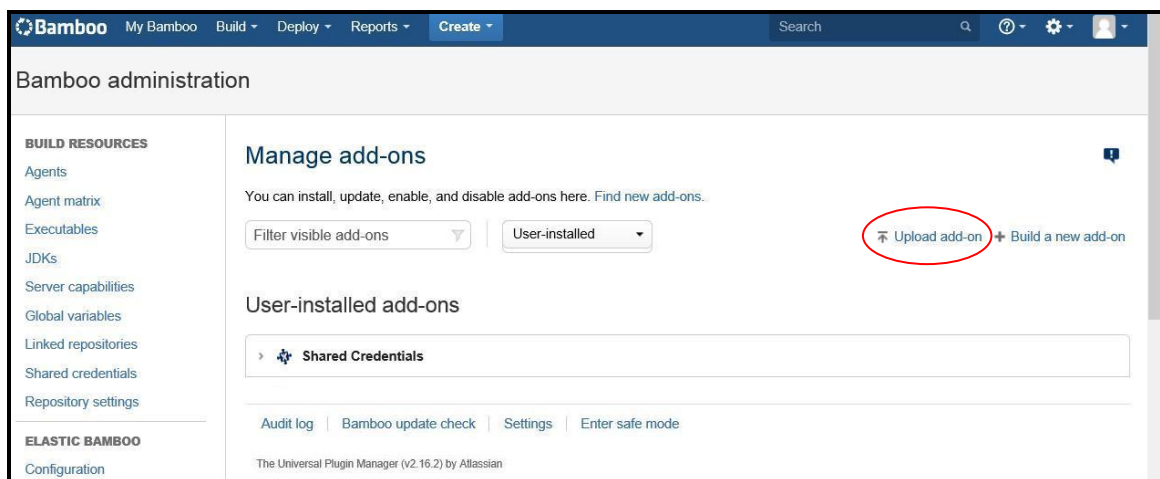 Bamboo My Bamboo Build Deploy Reports Create Search
Bamboo administration
BUILD RESOURCES
Agents
Agent matrix
Executables
JDKs
Server capabilities
Global variables
Linked repositories
Shared credentials
Repository settings
ELASTIC BAMBOO
Configuration
Manage add-ons
You can install, update, enable, and disable add-ons here. Find new add-ons.
Filter visible add-ons User-installed Upload add-on Build a new add-on
User-installed add-ons
Shared Credentials
Audit log Bamboo update check Settings Enter safe mode
The Universal Plugin Manager (v2.16.2) by Atlassian